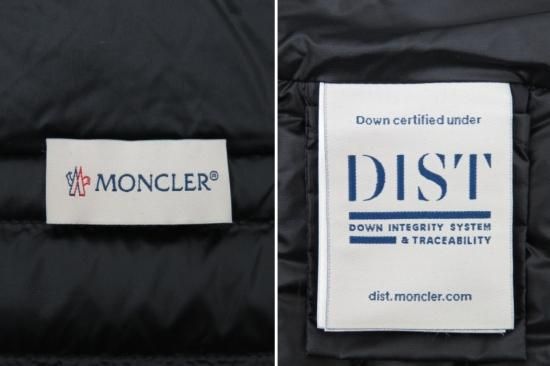 MONCLER®
Down certified under
DIST
DOWN INTEGRITY SYSTEM
& TRACEABILITY
dist.moncler.com